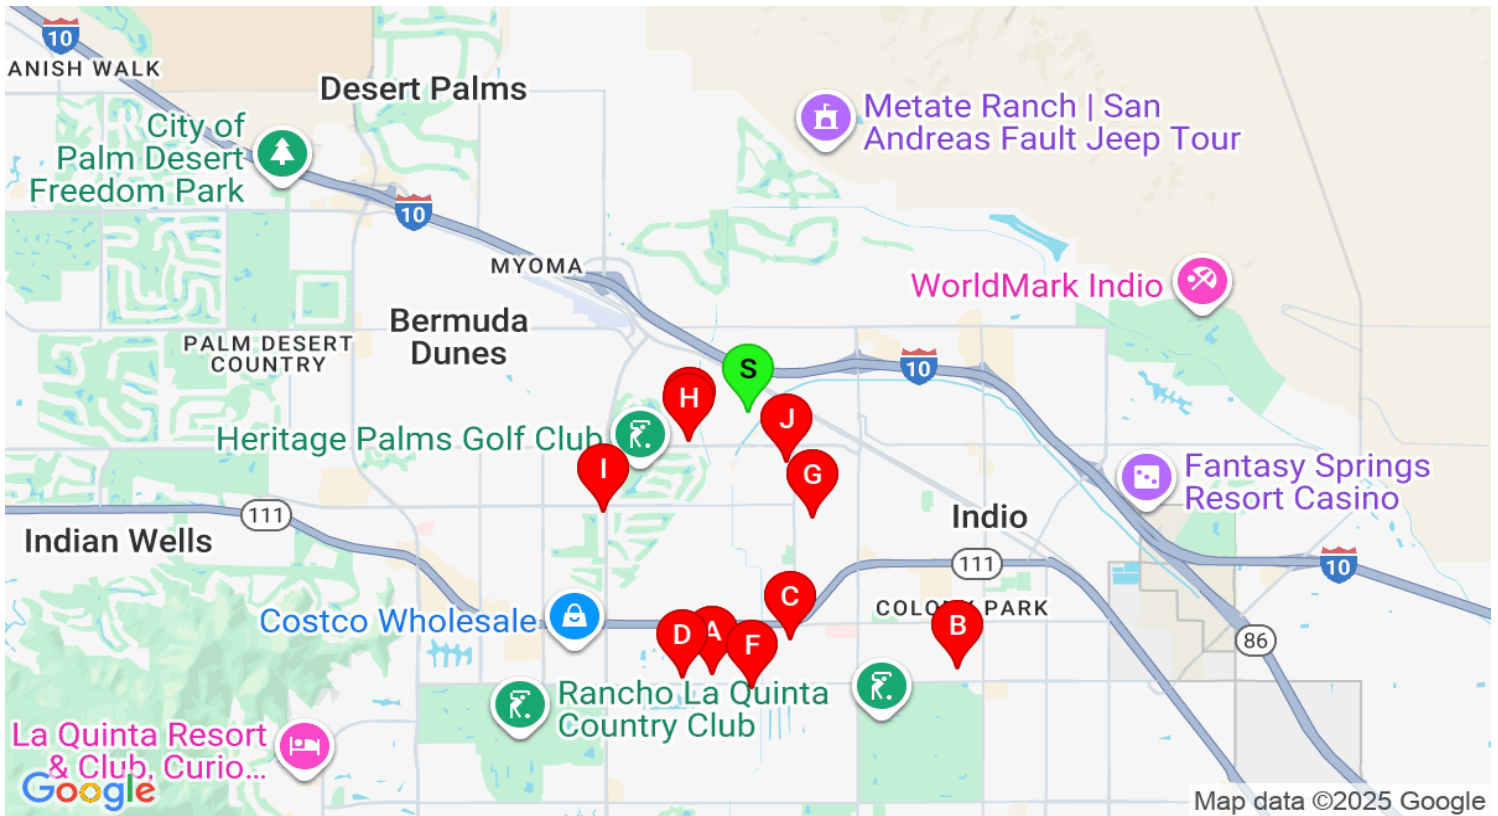 10
ANISH WALK
Desert Palms
City of
Palm Desert
Freedom Park
Metate Ranch | San
Andreas Fault Jeep Tour
10
MYOMA
WorldMark Indio
Bermuda
Dunes
PALM DESERT
COUNTRY
S
10
H
J
Heritage Palms Golf Club
I
G
Fantasy Springs
Resort Casino
111
Indio
Indian Wells
111
10
C
COLONY PARK
Costco Wholesale
D
A
F
B
86
Rancho La Quinta
Country Club
La Quinta Resort
& Club, Curio...
Google
Map data ©2025 Google